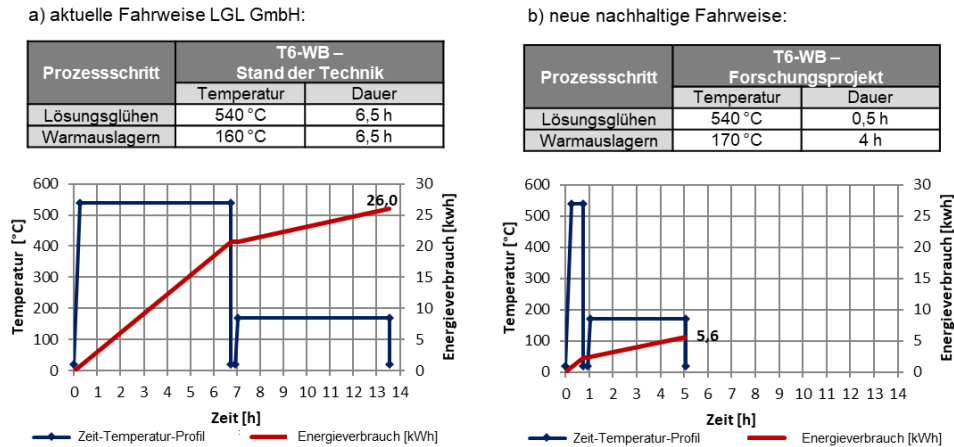 a) aktuelle Fahrweise LGL GmbH:
Prozessschritt
T6-WB –
Stand der Technik
Temperatur Dauer
Lösungsglühen 540 °C 6,5 h
Warmauslagern 160 °C 6,5 h
600
500
400
300
200
100
0
Temperatur [°C]
30
25
20
15
10
5
0
Energieverbrauch [kwh]
26,0
0 1 2 3 4 5 6 7 8 9 10 11 12 13 14
Zeit [h]
Zeit-Temperatur-Profil Energieverbrauch [kWh]
b) neue nachhaltige Fahrweise:
Prozessschritt
T6-WB –
Forschungsprojekt
Temperatur Dauer
Lösungsglühen 540 °C 0,5 h
Warmauslagern 170 °C 4 h
600
500
400
300
200
100
0
Temperatur [°C]
30
25
20
15
10
5
0
Energieverbrauch [kwh]
5,6
0 1 2 3 4 5 6 7 8 9 10 11 12 13 14
Zeit [h]
Zeit-Temperatur-Profil Energieverbrauch [kWh]